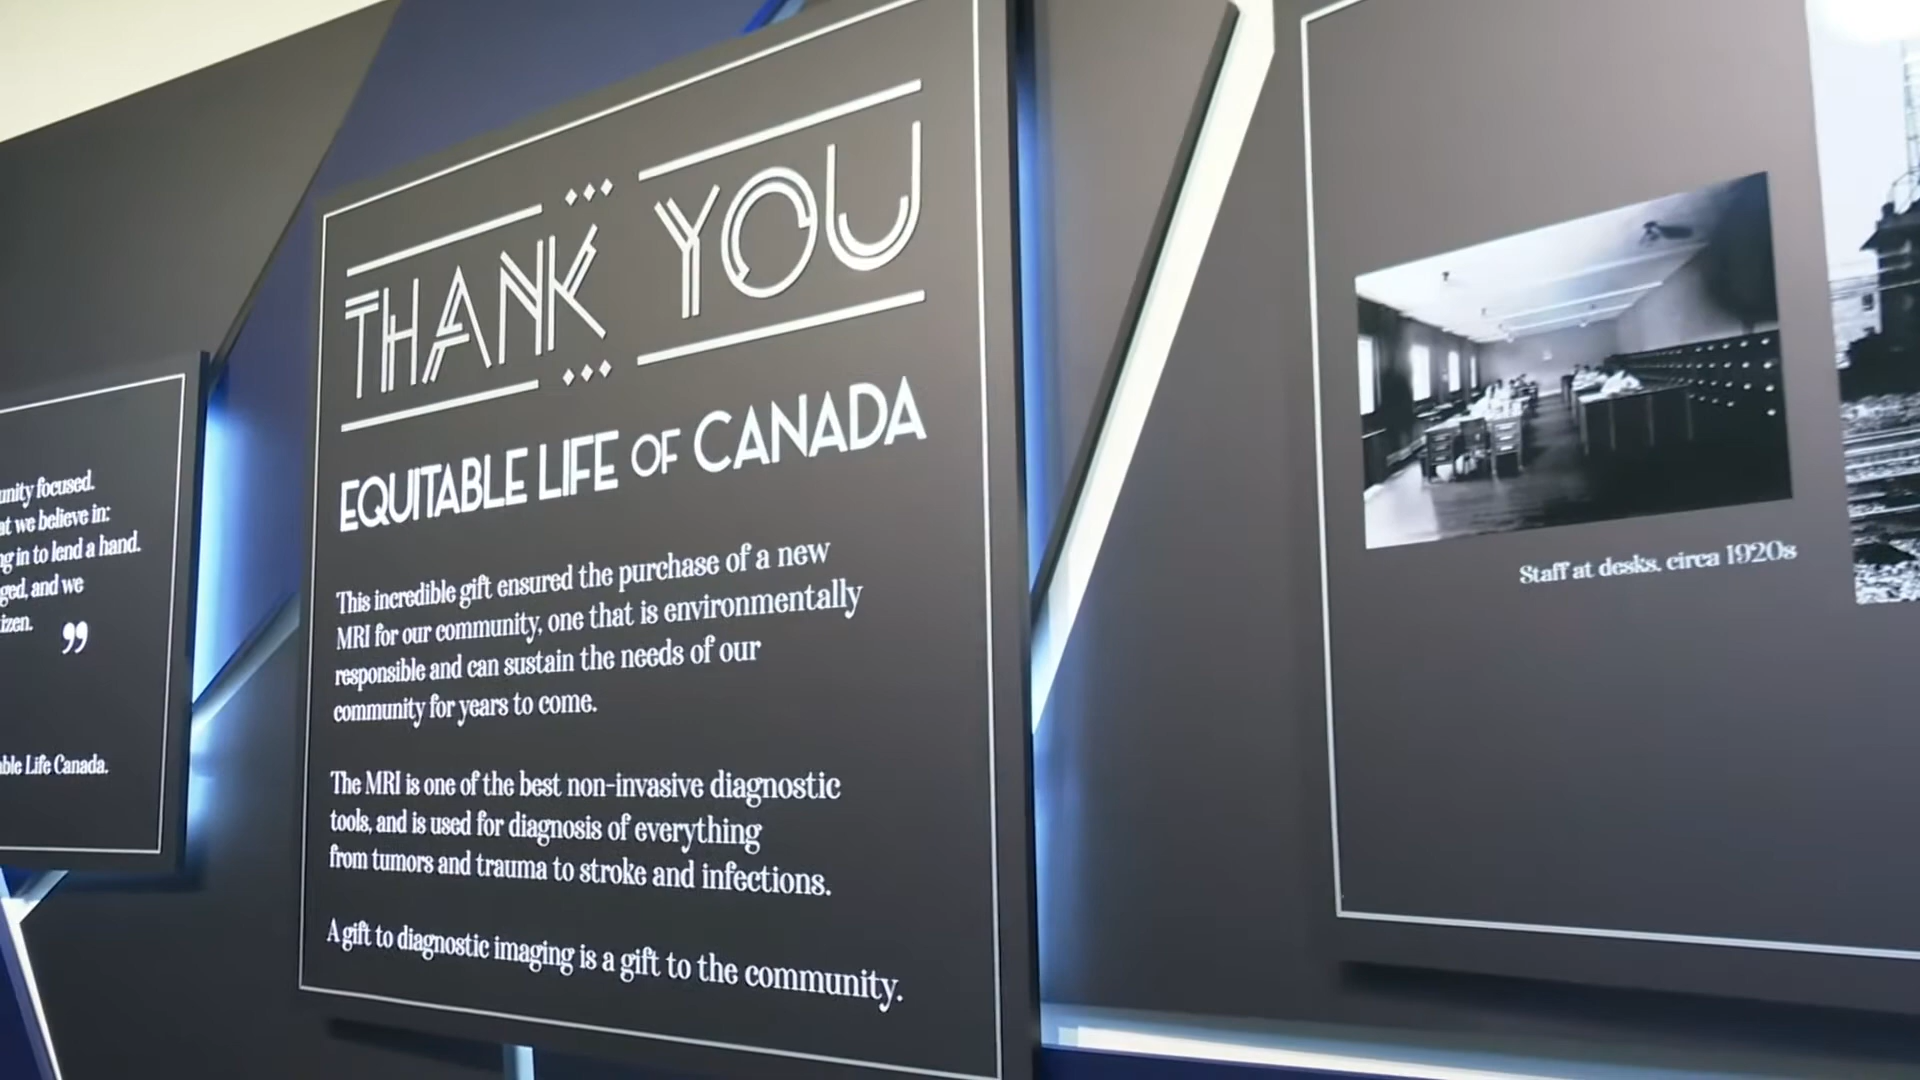 unity focused.
at we believe in:
ng in to lend a hand.
ged, and we
izen. ”
ble Life Canada.
THANK YOU
EQUITABLE LIFE OF CANADA
This incredible gift ensured the purchase of a new
MRI for our community, one that is environmentally
responsible and can sustain the needs of our
community for years to come.
The MRI is one of the best non-invasive diagnostic
tools, and is used for diagnosis of everything
from tumors and trauma to stroke and infections.
A gift to diagnostic imaging is a gift to the community.
Staff at desks, circa 1920s